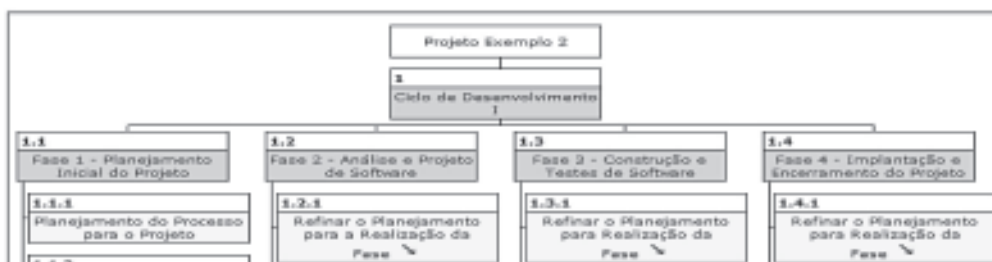 Projeto Exemplo 2
1
Ciclo de Desenvolvimento
I
1.1
Fase 1 - Planejamento
Inicial do Projeto
1.2
Fase 2 - Análise e Projeto
de Software
1.3
Fase 3 - Construção e
Testes de Software
1.4
Fase 4 - Implantação e
Encerramento do Projeto
1.1.1
Planejamento do Processo
para o Projeto
1.2.1
Refinar o Planejamento
para a Realização da
Fase
1.3.1
Refinar o Planejamento
para Realização da
Fase
1.4.1
Refinar o Planejamento
para Realização da
Fase